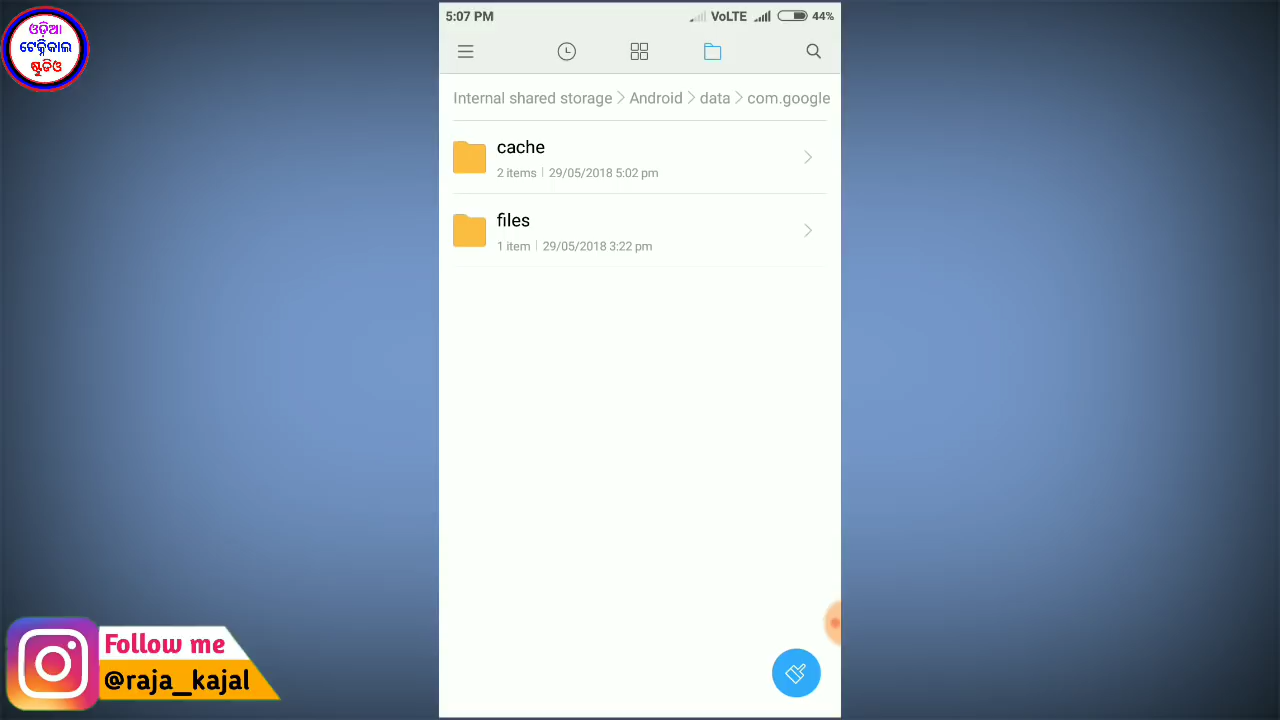 ଓଡ଼ିଆ
ଟେକ୍ନିକାଲ
ଷ୍ଟୁଡିଓ
5:07 PM
VoLTE
44%
Internal shared storage > Android > data > com.google
cache
2 items | 29/05/2018 5:02 pm
files
1 item | 29/05/2018 3:22 pm
Follow me
@raja_kajal